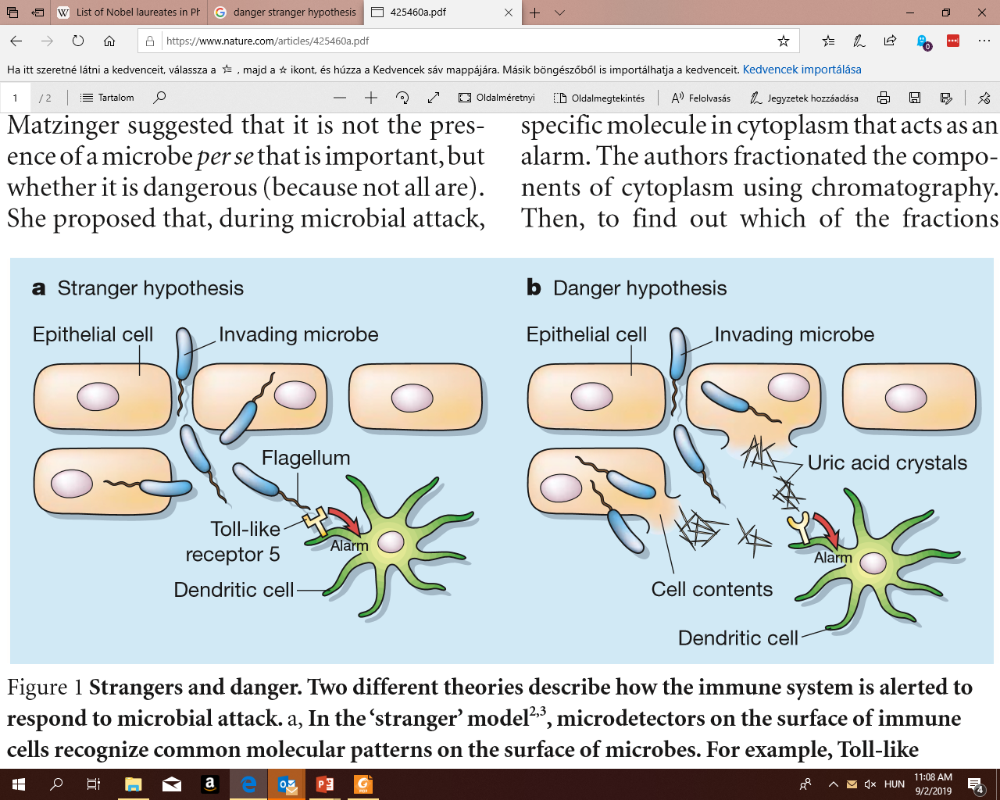 List of Nobel laureates in Ph
danger stranger hypothesis
425460a.pdf
https://www.nature.com/articles/425460a.pdf
0
Ha itt szeretné látni a kedvenceit, válassza a , majd a ☆ ikont, és húzza a Kedvencek sáv mappájára. Másik böngészőből is importálhatja a kedvenceit. Kedvencek importálása
1 / 2 Tartalom Oldalméretnyi Oldalmegtekintés Felolvasás Jegyzetek hozzáadása
Matzinger suggested that it is not the pres-
ence of a microbe per se that is important, but
whether it is dangerous (because not all are).
She proposed that, during microbial attack,
specific molecule in cytoplasm that acts as an
alarm. The authors fractionated the compo-
nents of cytoplasm using chromatography.
Then, to find out which of the fractions
a Stranger hypothesis
Epithelial cell
Invading microbe
Flagellum
Toll-like
receptor 5
Alarm
Dendritic cell
b Danger hypothesis
Epithelial cell
Invading microbe
Uric acid crystals
Alarm
Cell contents
Dendritic cell
Figure 1 Strangers and danger. Two different theories describe how the immune system is alerted to
respond to microbial attack. a, In the ‘stranger’ model2,3, microdetectors on the surface of immune
cells recognize common molecular patterns on the surface of microbes. For example, Toll-like
HUN
11:08 AM
9/2/2019
4